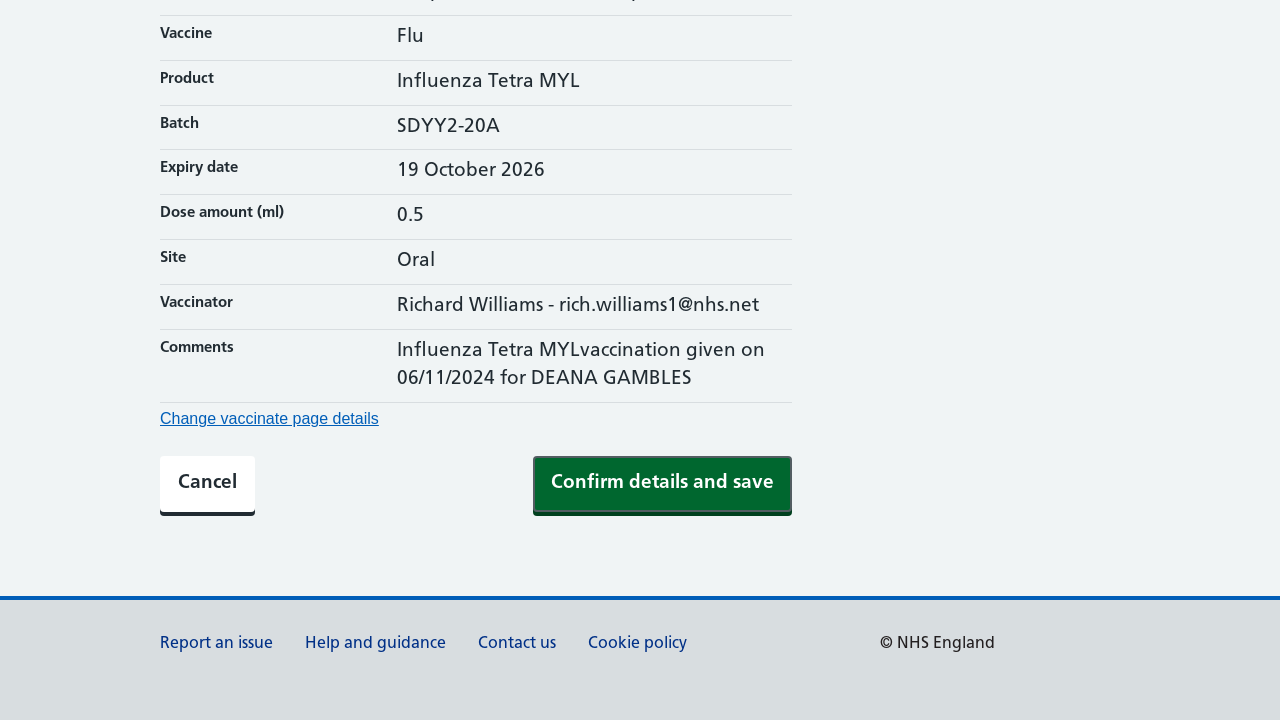 Vaccine Flu
Product Influenza Tetra MYL
Batch SDYY2-20A
Expiry date 19 October 2026
Dose amount (ml) 0.5
Site Oral
Vaccinator Richard Williams - rich.williams1@nhs.net
Comments Influenza Tetra MYLvaccination given on
06/11/2024 for DEANA GAMBLES
Change vaccinate page details
Cancel Confirm details and save
Report an issue Help and guidance Contact us Cookie policy © NHS England